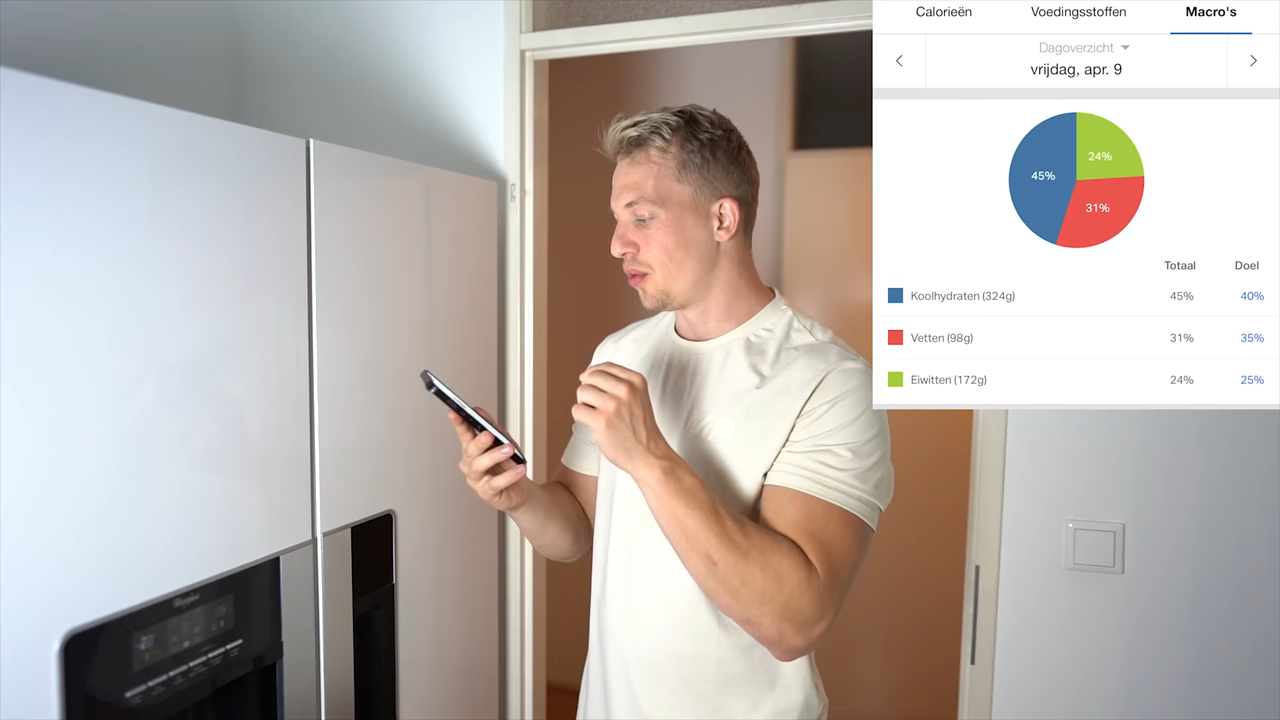 Calorieën Voedingsstoffen Macro's
Dagoverzicht
vrijdag, apr. 9
24%
45%
31%
Totaal Doel
Koolhydraten (324g) 45% 40%
Vetten (98g) 31% 35%
Eiwitten (172g) 24% 25%
Whirlpool